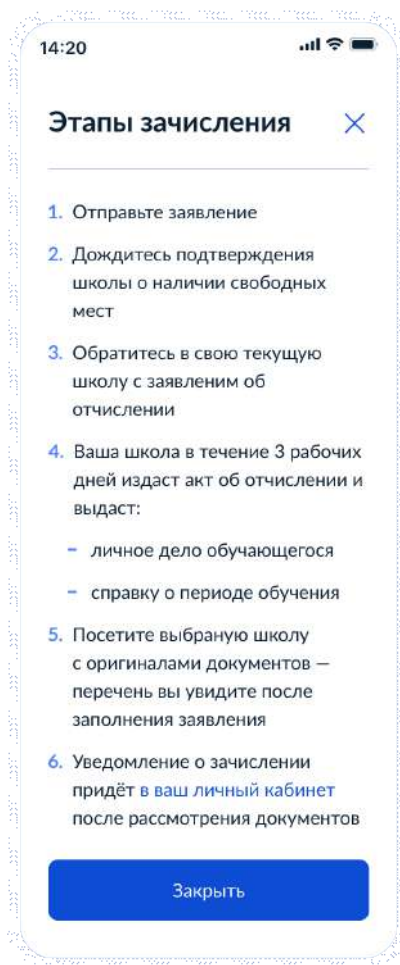 14:20
Этапы зачисления
1. Отправьте заявление
2. Дождитесь подтверждения
школы о наличии свободных
мест
3. Обратитесь в свою текущую
школу с заявленим об
отчислении
4. Ваша школа в течение 3 рабочих
дней издаст акт об отчислении и
выдаст:
– личное дело обучающегося
– справку о периоде обучения
5. Посетите выбраную школу
с оригиналами документов —
перечень вы увидите после
заполнения заявления
6. Уведомление о зачислении
придёт в ваш личный кабинет
после рассмотрения документов
Закрыть